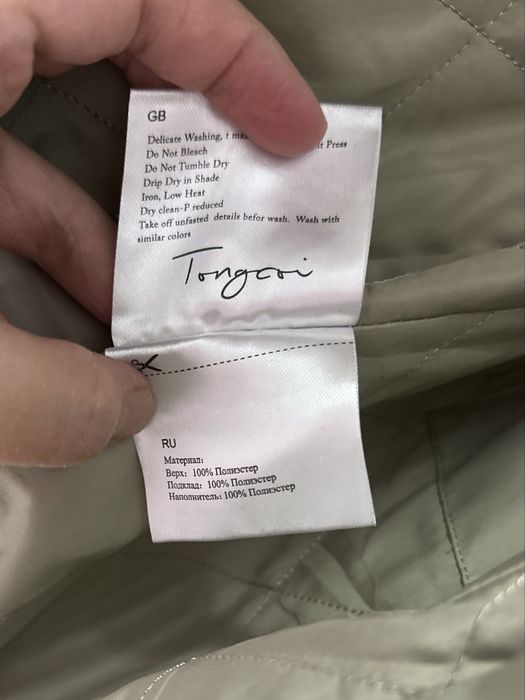 GB
Delicate Washing, t Press
Do Not Bleach
Do Not Tumble Dry
Drip Dry in Shade
Iron, Low Heat
Dry clean-P reduced
Take off unfasted details befor wash. Wash with
similar colors
Tongcoi
RU
Материал:
Верх: 100% Полиэстер
Подклад: 100% Полиэстер
Наполнитель: 100% Полиэстер